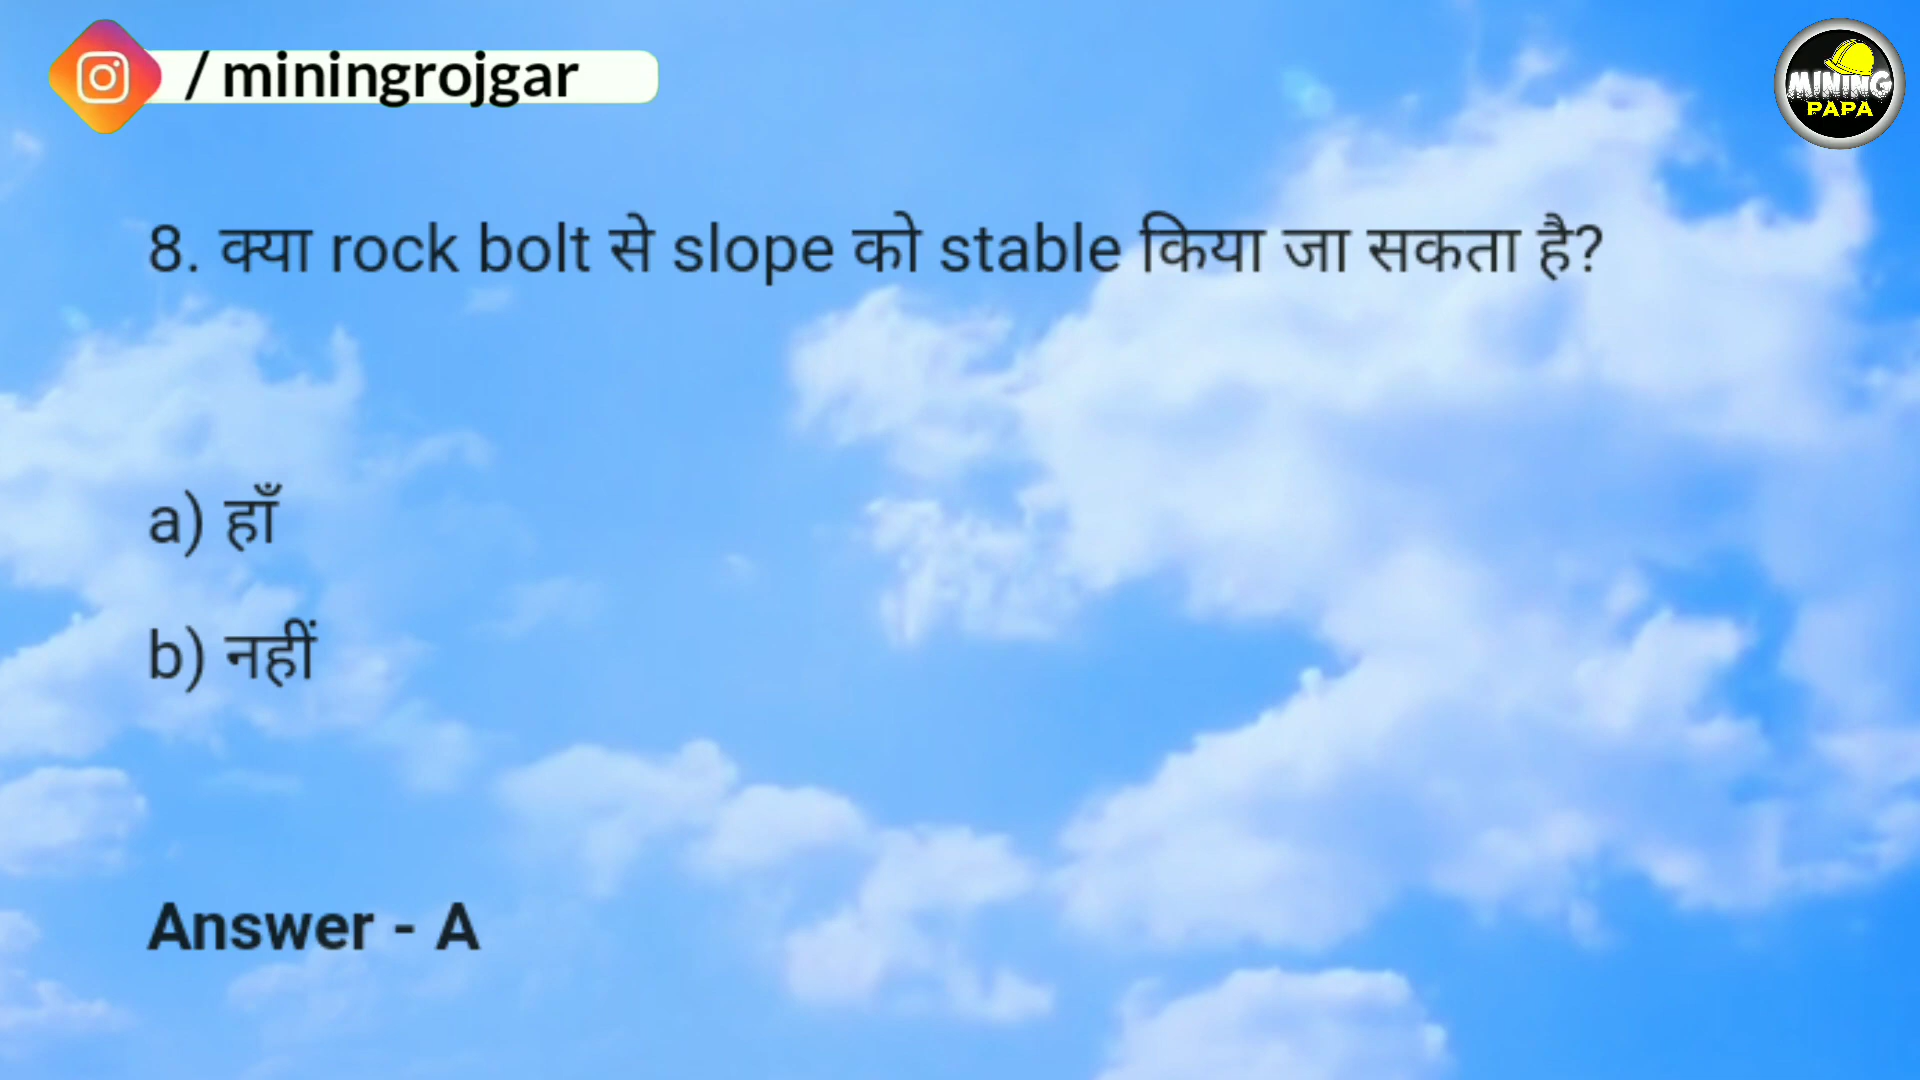 / miningrojgar
MINING
PAPA
8. क्या rock bolt से slope को stable किया जा सकता है?
a) हाँ
b) नहीं
Answer - A